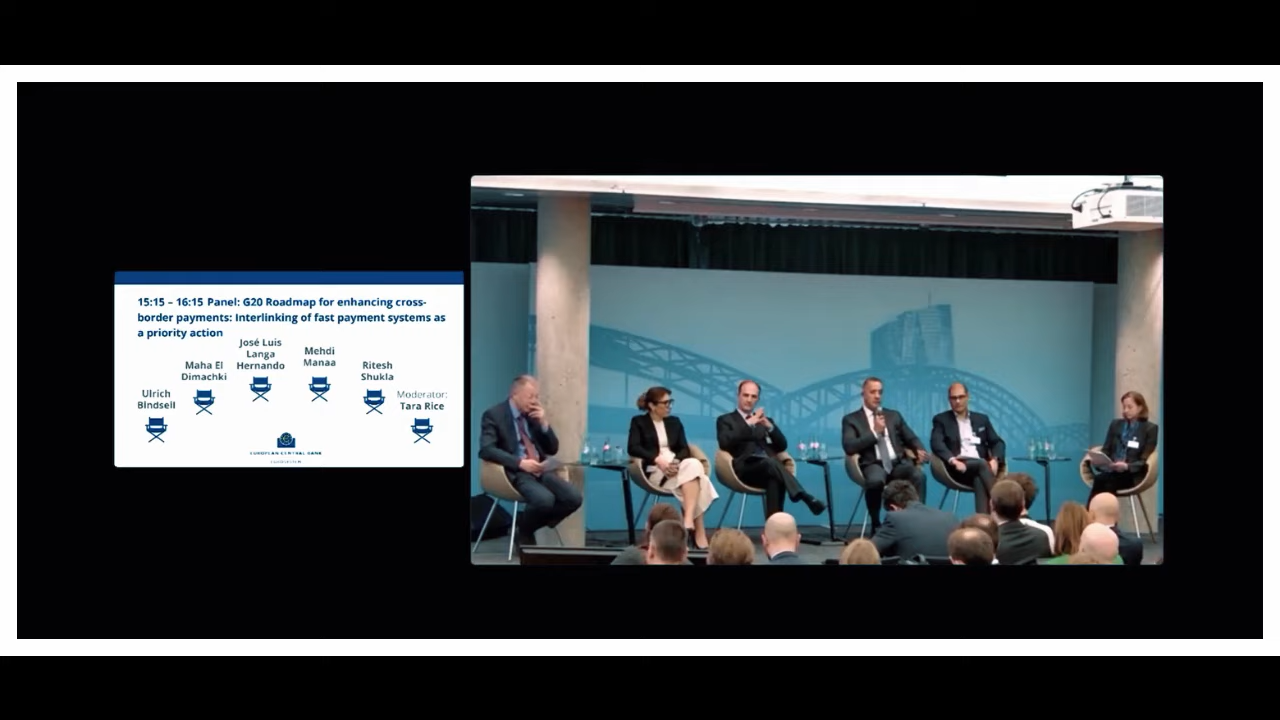 15:15 – 16:15 Panel: G20 Roadmap for enhancing cross-
border payments: Interlinking of fast payment systems as
a priority action
José Luis
Langa
Hernando
Mehdi
Manaa
Maha El
Dimachki
Ritesh
Shukla
Ulrich
Bindseil
Moderator:
Tara Rice
EUROPEAN CENTRAL BANK
EUROSYSTEM